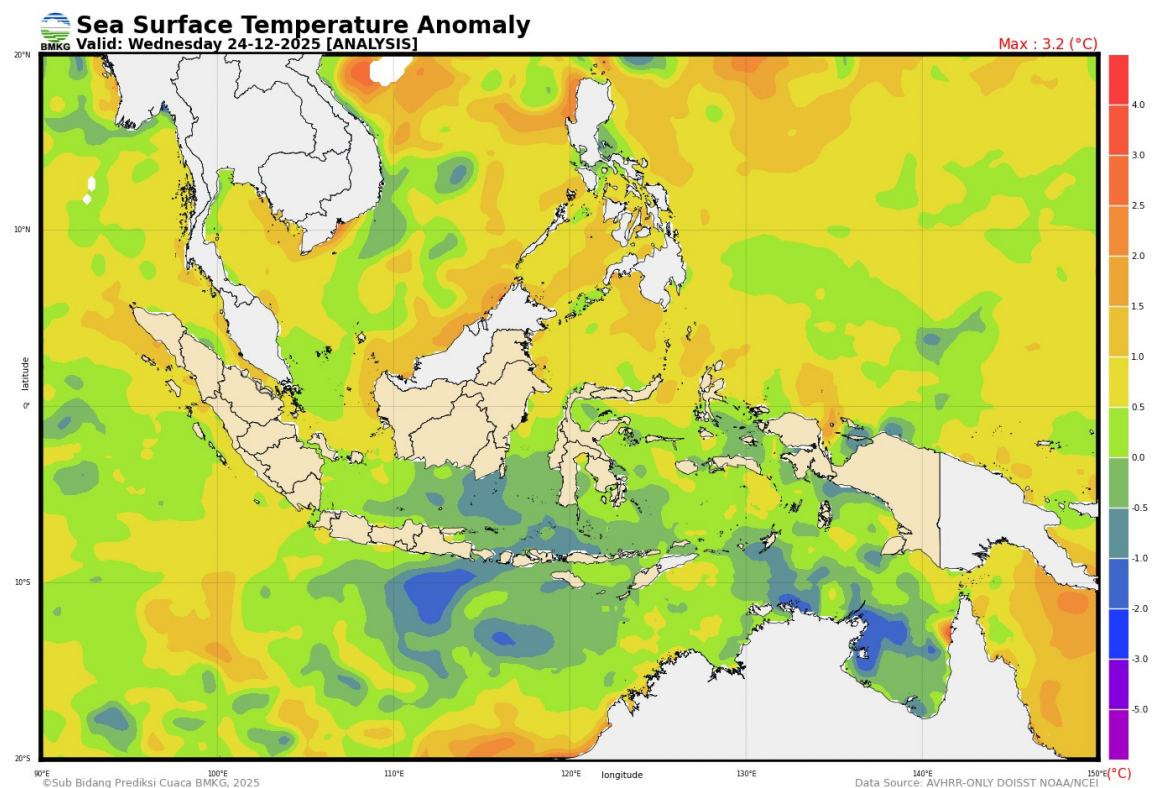 Sea Surface Temperature Anomaly
BMKG
Valid: Wednesday 24-12-2025 [ANALYSIS]
Max : 3.2 (°C)
20°N
10°N
0°
10°S
20°S
latitude
90°E
100°E
110°E
120°E
130°E
140°E
150°E
longitude
4.0
3.0
2.5
2.0
1.5
1.0
0.5
0.0
-0.5
-1.0
-2.0
-3.0
-5.0
(°C)
©Sub Bidang Prediksi Cuaca BMKG, 2025
Data Source: AVHRR-ONLY DOISST NOAA/NCEI